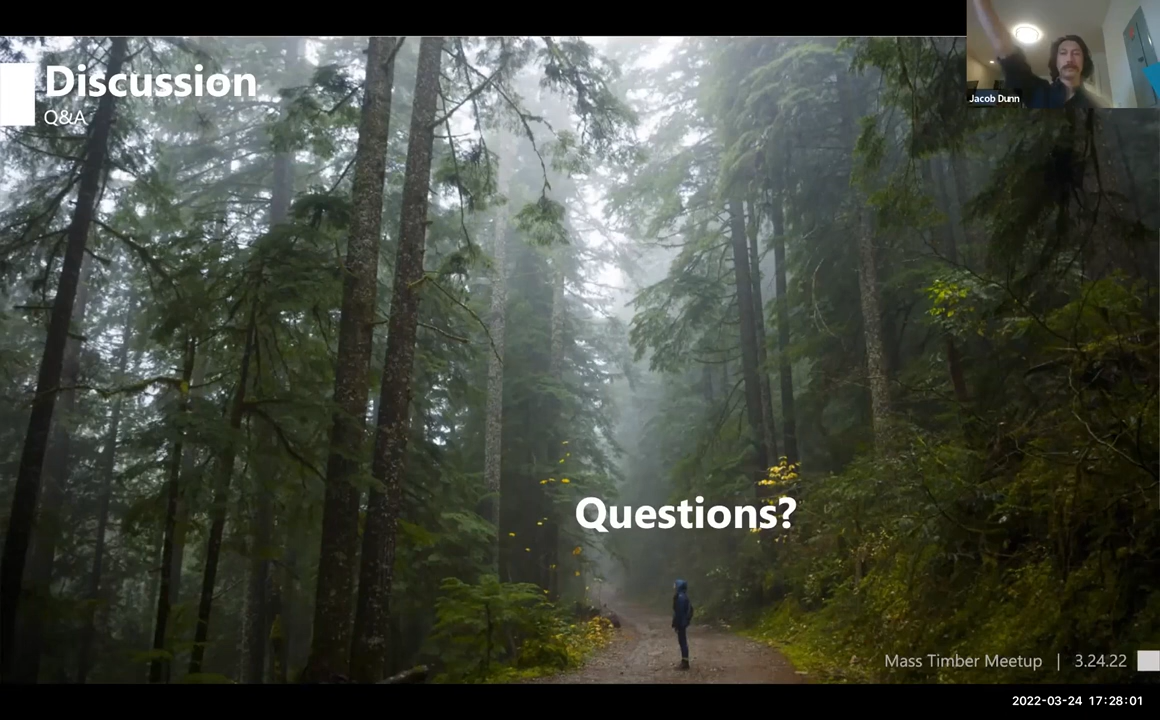 Discussion
Q&A
Jacob Dunn
Questions?
Mass Timber Meetup | 3.24.22
2022-03-24 17:28:01